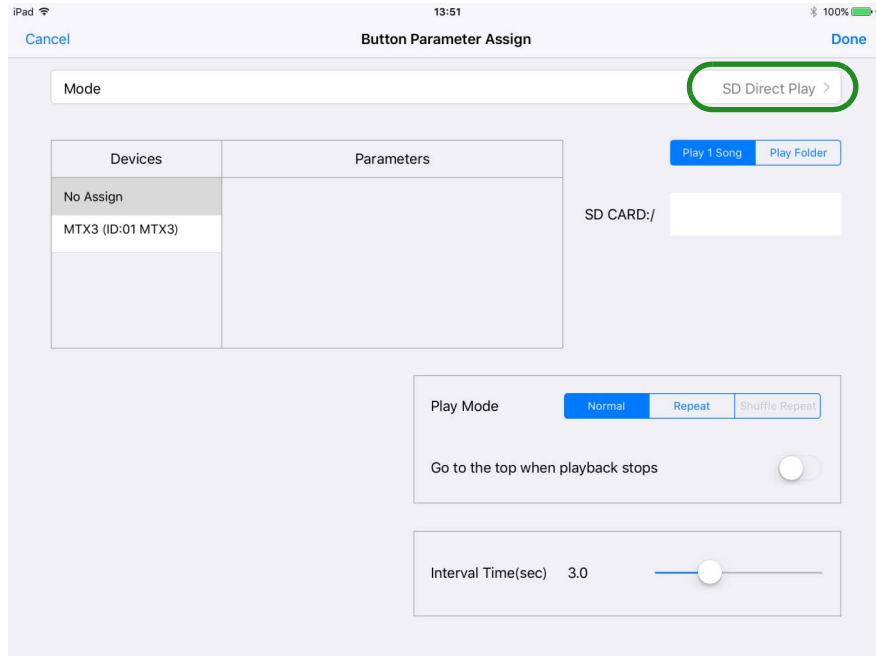 iPad 13:51 100%
Cancel Button Parameter Assign Done
Mode SD Direct Play
Devices Parameters Play 1 Song Play Folder
No Assign
SD CARD:/
MTX3 (ID:01 MTX3)
Play Mode Normal Repeat Shuffle Repeat
Go to the top when playback stops
Interval Time(sec) 3.0